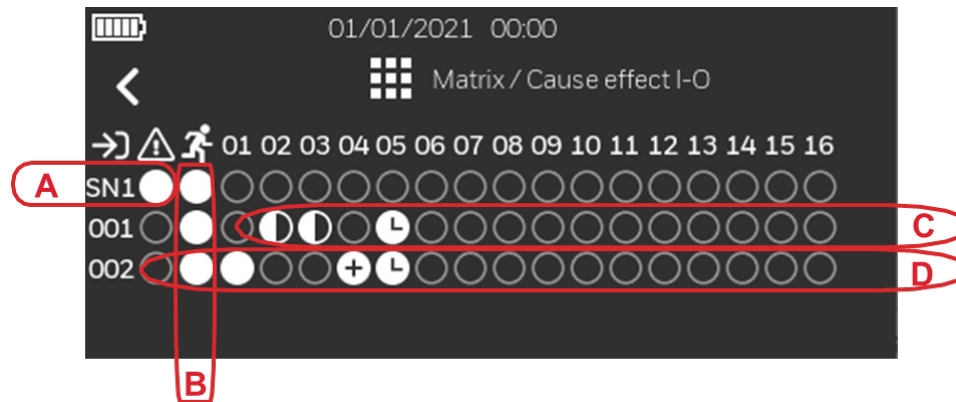 01/01/2021 00:00
Matrix / Cause effect I-O
01 02 03 04 05 06 07 08 09 10 11 12 13 14 15 16
A SN1
001 C
002 D
B